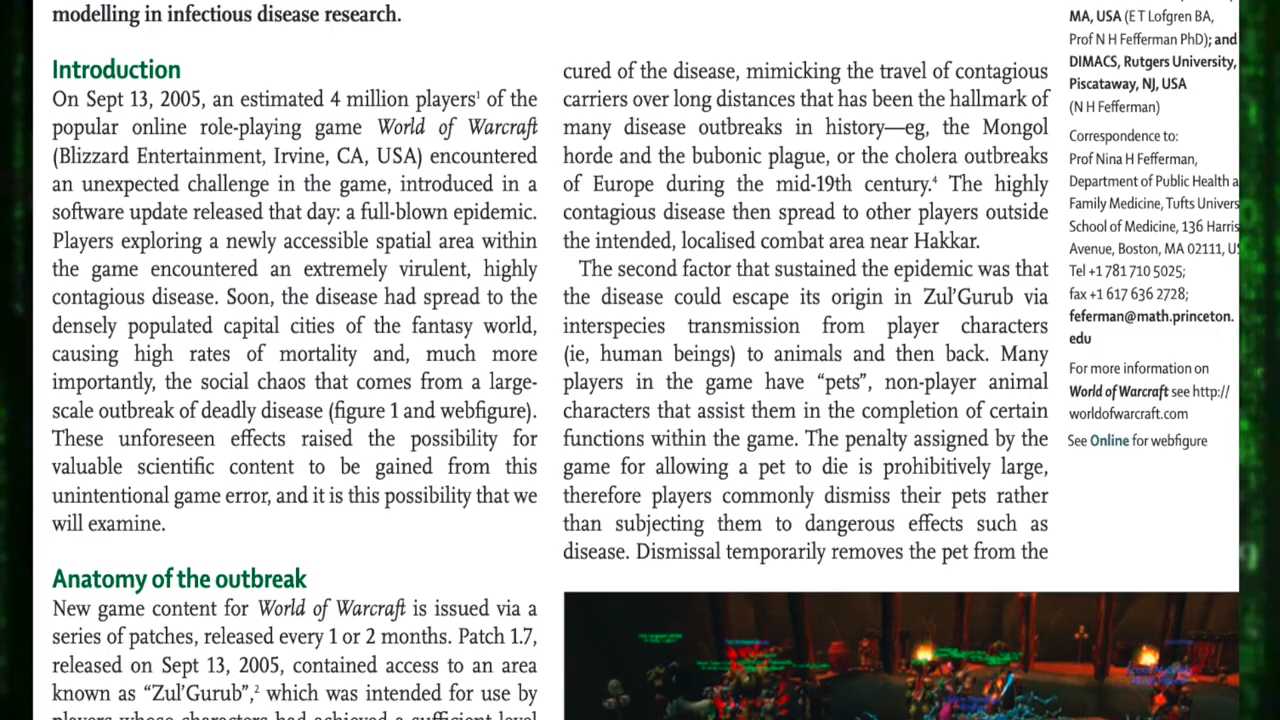 modelling in infectious disease research.
Introduction
On Sept 13, 2005, an estimated 4 million players¹ of the
popular online role-playing game World of Warcraft
(Blizzard Entertainment, Irvine, CA, USA) encountered
an unexpected challenge in the game, introduced in a
software update released that day: a full-blown epidemic.
Players exploring a newly accessible spatial area within
the game encountered an extremely virulent, highly
contagious disease. Soon, the disease had spread to the
densely populated capital cities of the fantasy world,
causing high rates of mortality and, much more
importantly, the social chaos that comes from a large-
scale outbreak of deadly disease (figure 1 and webfigure).
These unforeseen effects raised the possibility for
valuable scientific content to be gained from this
unintentional game error, and it is this possibility that we
will examine.
Anatomy of the outbreak
New game content for World of Warcraft is issued via a
series of patches, released every 1 or 2 months. Patch 1.7,
released on Sept 13, 2005, contained access to an area
known as “Zul’Gurub”,² which was intended for use by
players whose characters had achieved a sufficient level
cured of the disease, mimicking the travel of contagious
carriers over long distances that has been the hallmark of
many disease outbreaks in history—eg, the Mongol
horde and the bubonic plague, or the cholera outbreaks
of Europe during the mid-19th century.⁴ The highly
contagious disease then spread to other players outside
the intended, localised combat area near Hakkar.
The second factor that sustained the epidemic was that
the disease could escape its origin in Zul’Gurub via
interspecies transmission from player characters
(ie, human beings) to animals and then back. Many
players in the game have “pets”, non-player animal
characters that assist them in the completion of certain
functions within the game. The penalty assigned by the
game for allowing a pet to die is prohibitively large,
therefore players commonly dismiss their pets rather
than subjecting them to dangerous effects such as
disease. Dismissal temporarily removes the pet from the
MA, USA (E T Lofgren BA,
Prof N H Fefferman PhD); and
DIMACS, Rutgers University,
Piscataway, NJ, USA
(N H Fefferman)
Correspondence to:
Prof Nina H Fefferman,
Department of Public Health a
Family Medicine, Tufts Univers
School of Medicine, 136 Harris
Avenue, Boston, MA 02111, U
Tel +1 781 710 5025;
fax +1 617 636 2728;
feferman@math.princeton.
edu
For more information on
World of Warcraft see http://
worldofwarcraft.com
See Online for webfigure